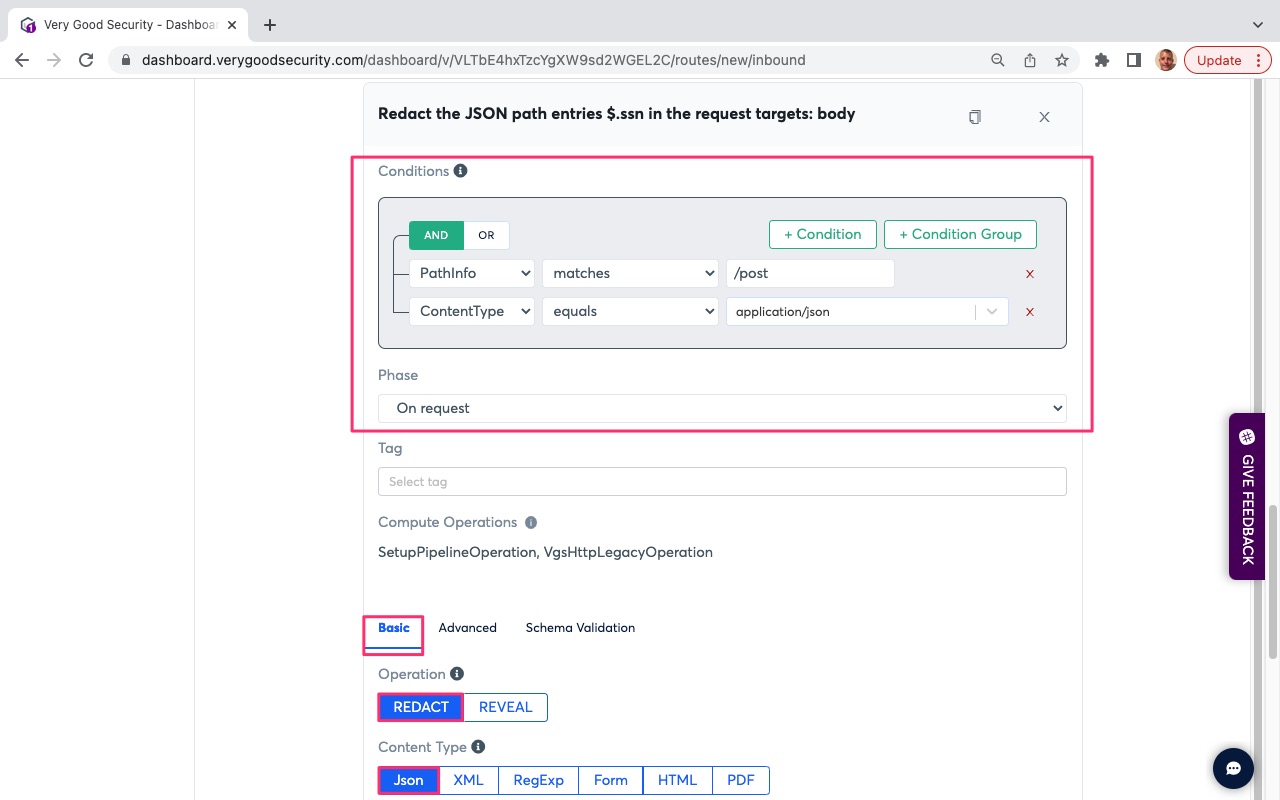 Very Good Security - Dashboar
dashboard.verygoodsecurity.com/dashboard/v/VLTbE4hxTzcYgXW9sd2WGEL2C/routes/new/inbound
Update
Redact the JSON path entries $.ssn in the request targets: body
X
Conditions
AND OR + Condition + Condition Group
PathInfo matches /post X
ContentType equals application/json X
Phase
On request
Tag
Select tag
Compute Operations
SetupPipelineOperation, VgsHttpLegacyOperation
Basic Advanced Schema Validation
Operation
REDACT REVEAL
Content Type
Json XML RegExp Form HTML PDF
GIVE FEEDBACK